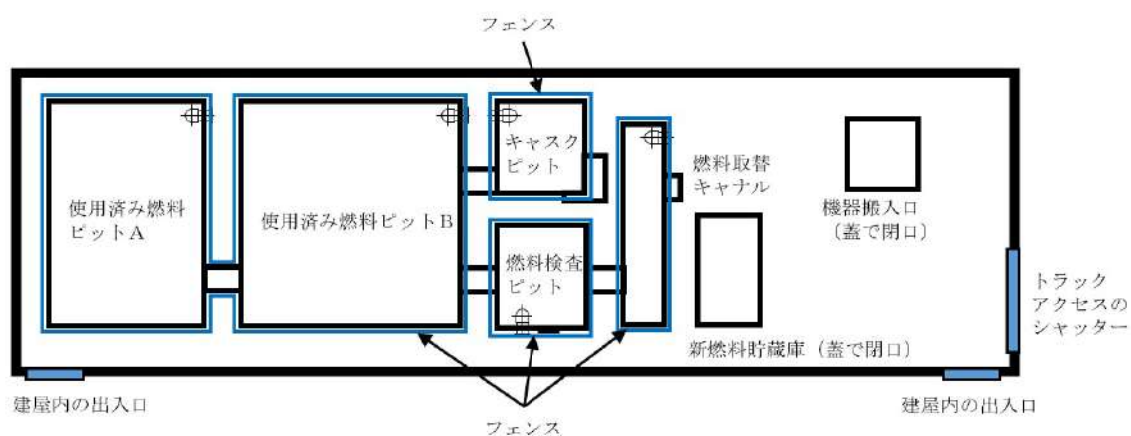 フェンス
使用済み燃料
ピットA
使用済み燃料ピットB
キャスク
ピット
燃料検査
ピット
燃料取替
キャナル
機器搬入口
（蓋で閉口）
新燃料貯蔵庫（蓋で閉口）
トラック
アクセスの
シャッター
建屋内の出入口
フェンス
建屋内の出入口